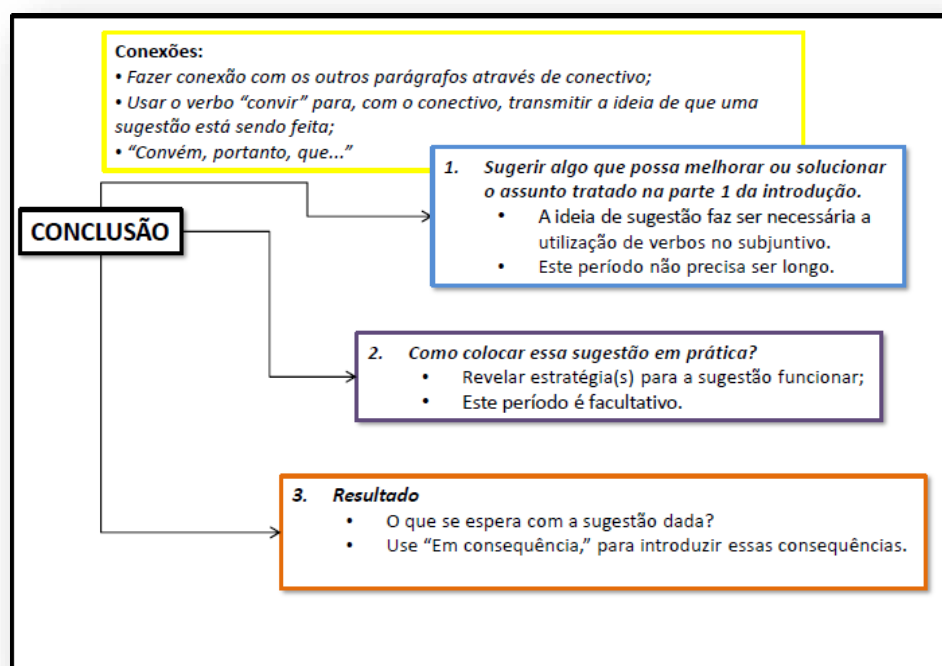 Conexões:
• Fazer conexão com os outros parágrafos através de conectivo;
• Usar o verbo “convir” para, com o conectivo, transmitir a ideia de que uma
sugestão está sendo feita;
• “Convém, portanto, que...”
CONCLUSÃO
1. Sugerir algo que possa melhorar ou solucionar
o assunto tratado na parte 1 da introdução.
• A ideia de sugestão faz ser necessária a
utilização de verbos no subjuntivo.
• Este período não precisa ser longo.
2. Como colocar essa sugestão em prática?
• Revelar estratégia(s) para a sugestão funcionar;
• Este período é facultativo.
3. Resultado
• O que se espera com a sugestão dada?
• Use “Em consequência,” para introduzir essas consequências.